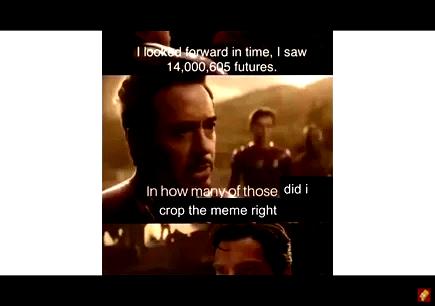 I looked forward in time, I saw
14,000,605 futures.
In how many of those did i
crop the meme right